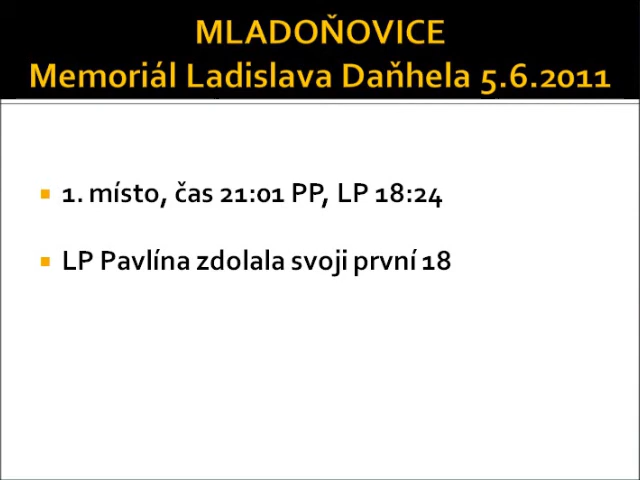 MLADOŇOVICE
Memoriál Ladislava Daňhela 5.6.2011
1. místo, čas 21:01 PP, LP 18:24
LP Pavlína zdolala svoji první 18